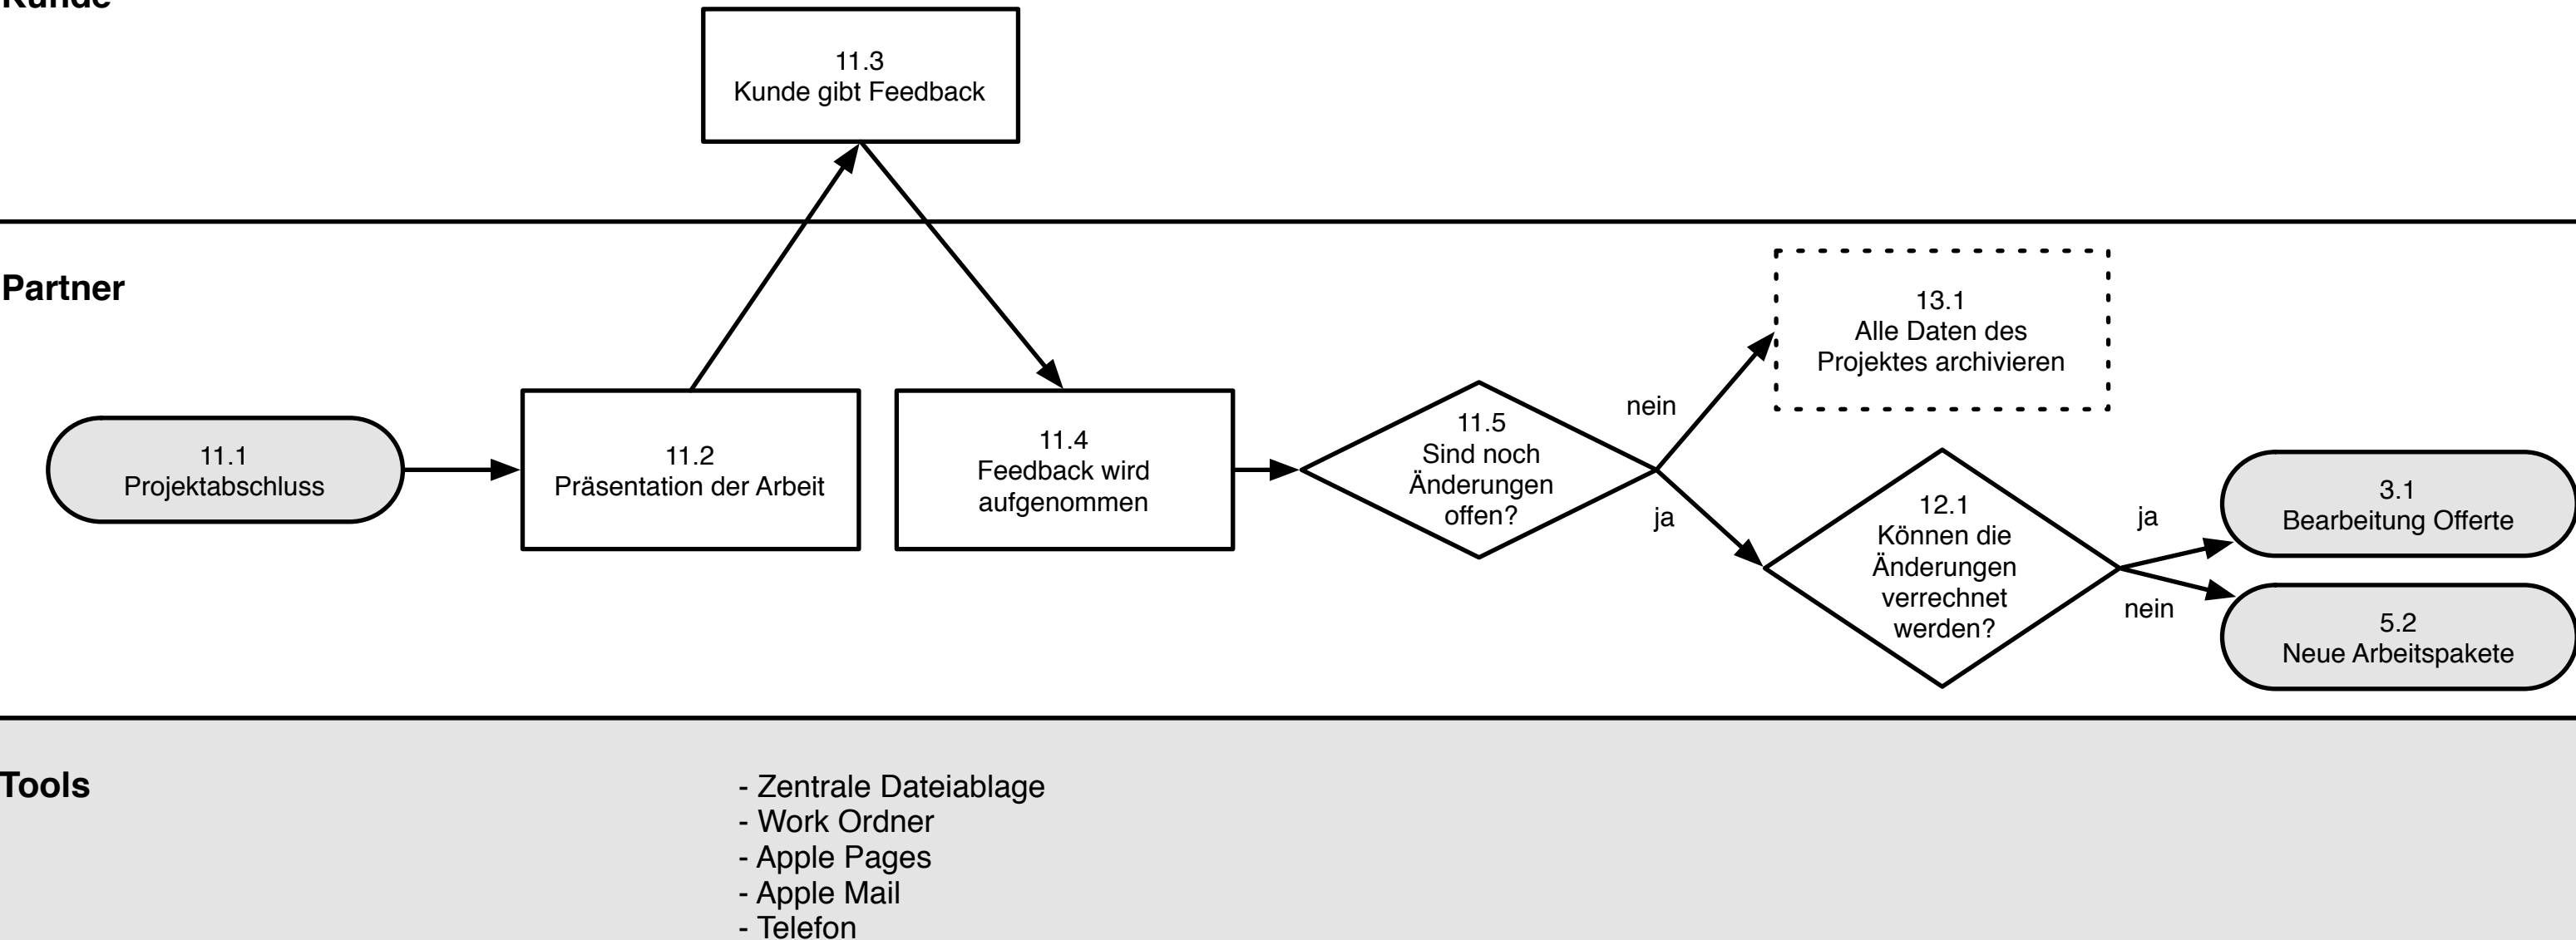 Kunde
11.3
Kunde gibt Feedback
Partner
11.1
Projektabschluss
11.2
Präsentation der Arbeit
11.4
Feedback wird
aufgenommen
11.5
Sind noch
Änderungen
offen?
nein
ja
13.1
Alle Daten des
Projektes archivieren
12.1
Können die
Änderungen
verrechnet
werden?
ja
nein
3.1
Bearbeitung Offerte
5.2
Neue Arbeitspakete
Tools
- Zentrale Dateiablage
- Work Ordner
- Apple Pages
- Apple Mail
- Telefon